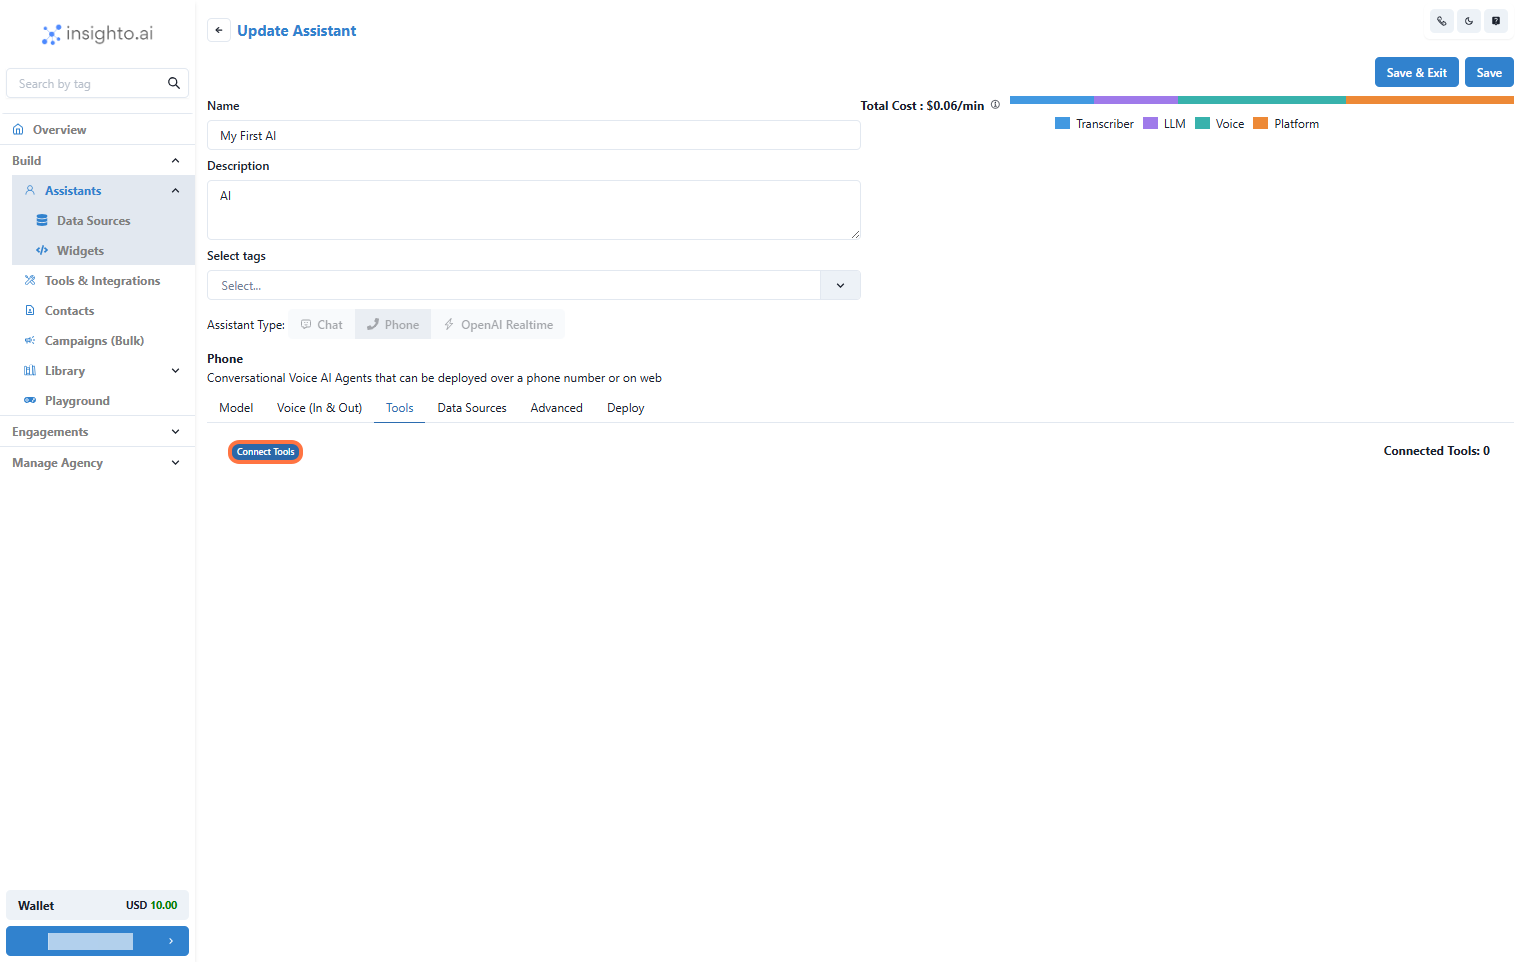 insighto.ai
Search by tag
Overview
Build
Assistants
Data Sources
Widgets
Tools & Integrations
Contacts
Campaigns (Bulk)
Library
Playground
Engagements
Manage Agency
Wallet USD 10.00
Update Assistant
Save & Exit Save
Name
My First AI
Total Cost : $0.06/min
Transcriber LLM Voice Platform
Description
AI
Select tags
Select...
Assistant Type: Chat Phone OpenAI Realtime
Phone
Conversational Voice AI Agents that can be deployed over a phone number or on web
Model Voice (In & Out) Tools Data Sources Advanced Deploy
Connect Tools Connected Tools: 0